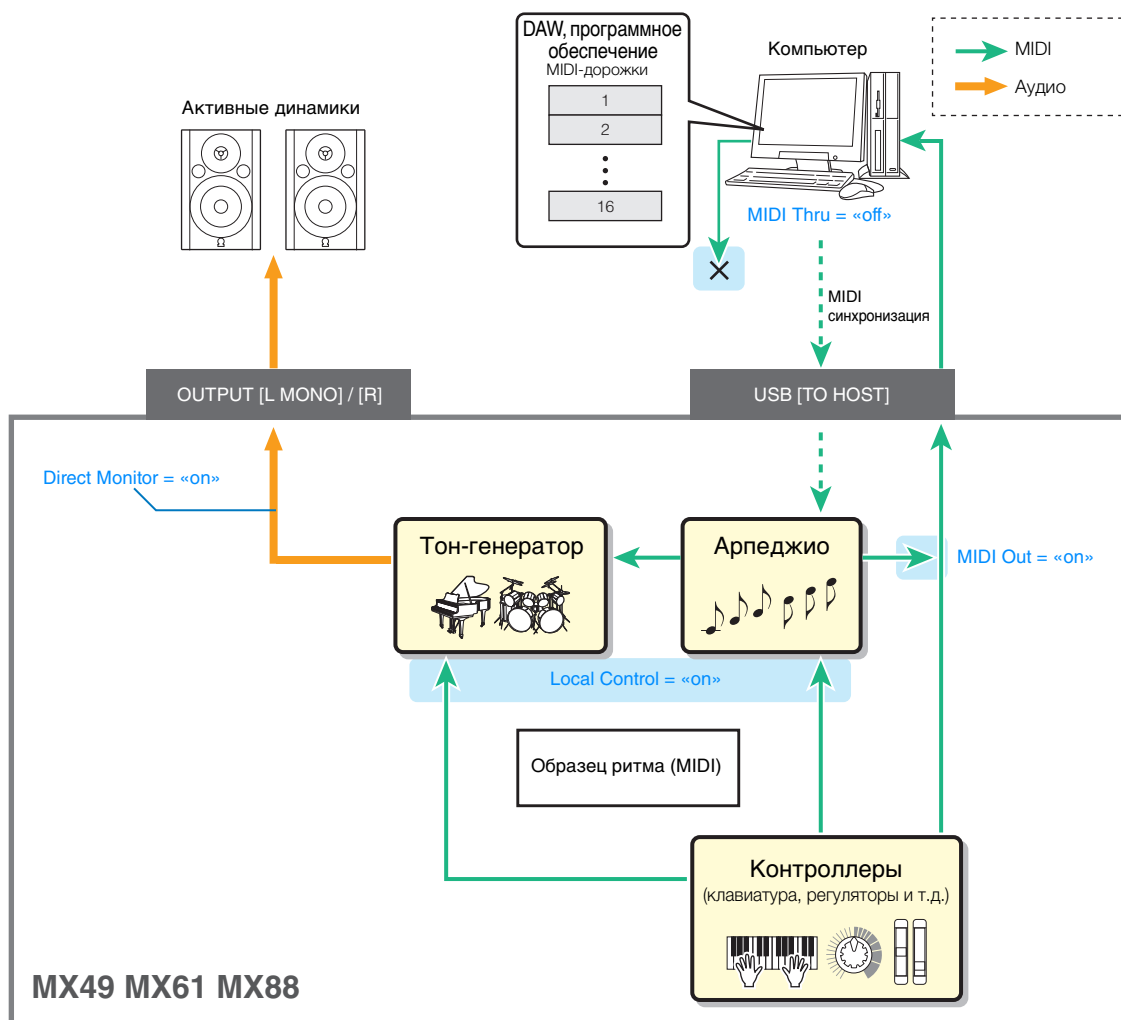 DAW, программное
обеспечение
MIDI-дорожки
1
2
16
Компьютер
MIDI
Аудио
Активные динамики
MIDI Thru = «off»
MIDI
синхронизация
OUTPUT [L MONO] / [R]
USB [TO HOST]
Direct Monitor = «on»
Тон-генератор
Арпеджио
MIDI Out = «on»
Local Control = «on»
Образец ритма (MIDI)
Контроллеры
(клавиатура, регуляторы и т.д.)
MX49 MX61 MX88